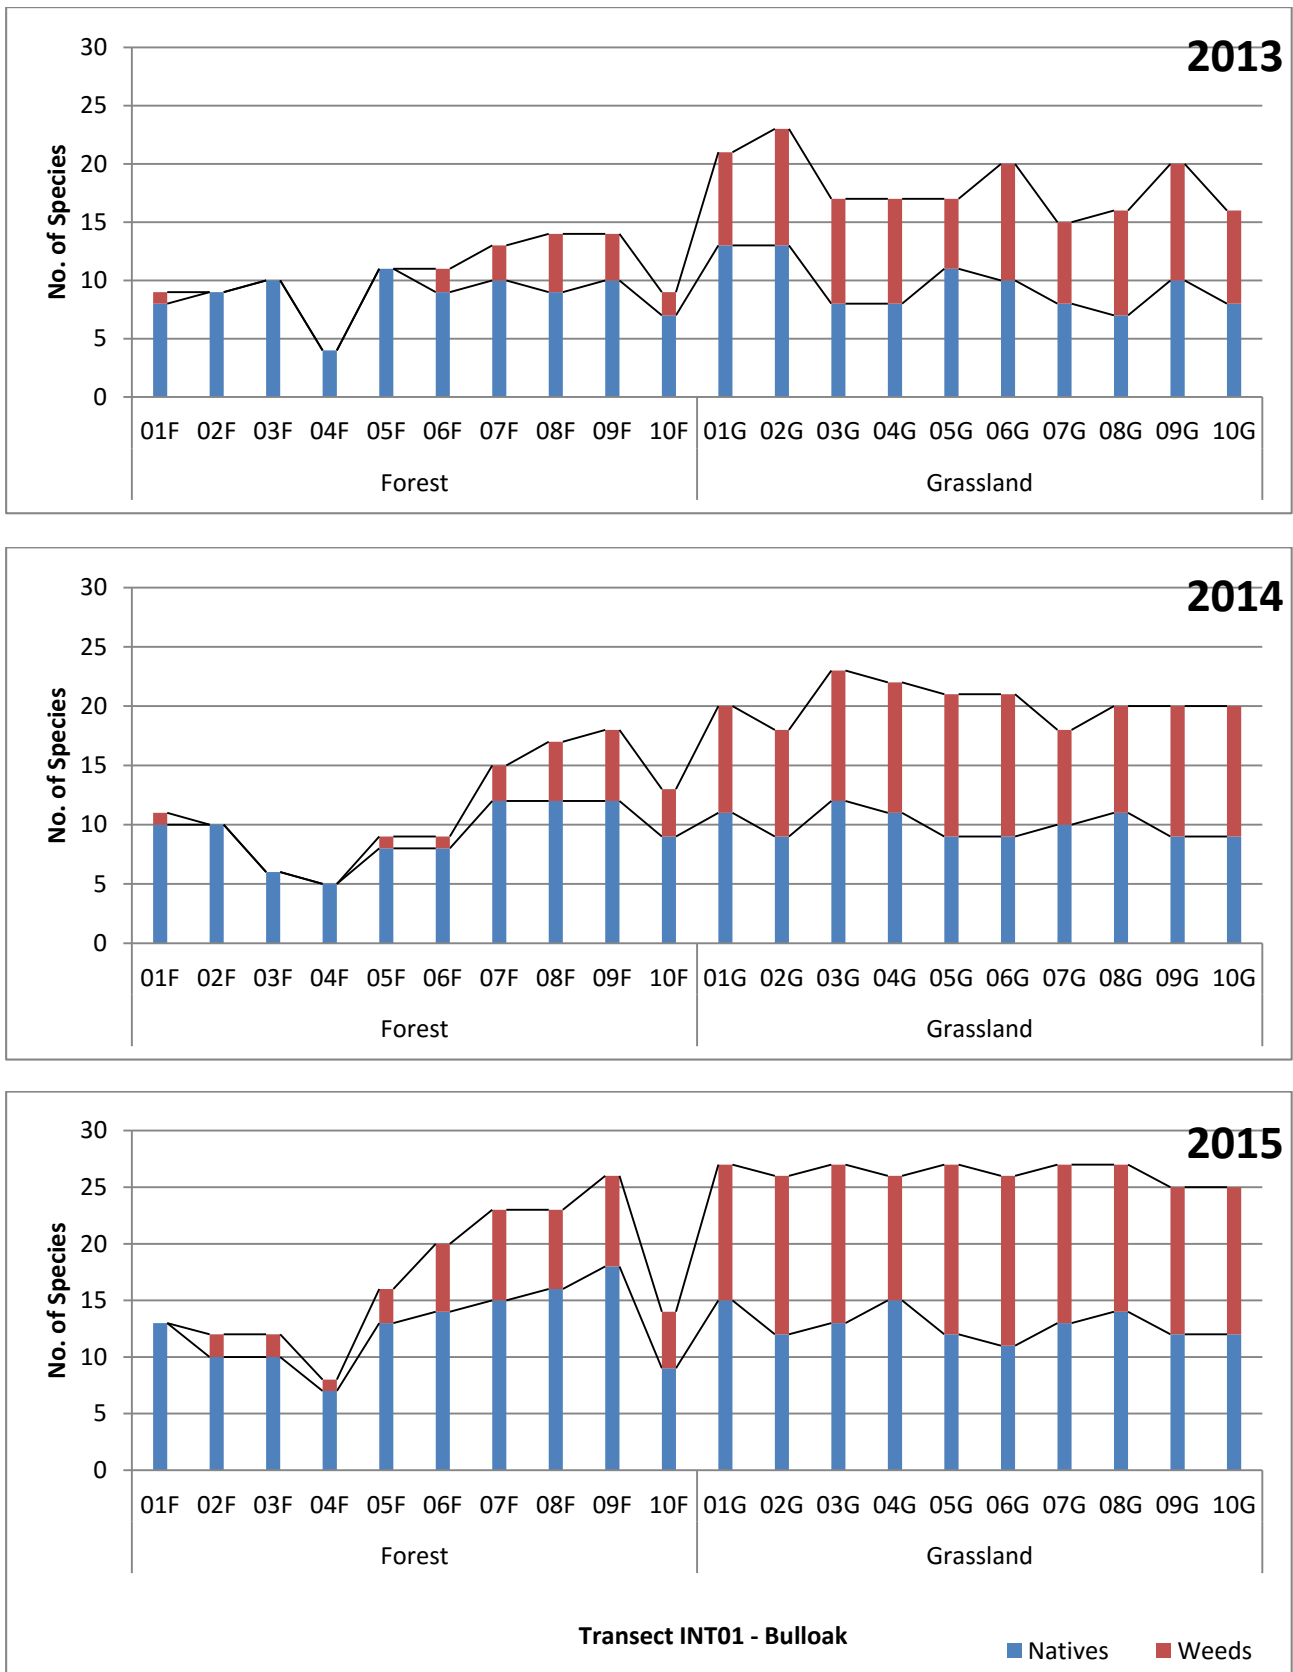 2013
30
25
20
15
10
5
0
No. of Species
01F 02F 03F 04F 05F 06F 07F 08F 09F 10F 01G 02G 03G 04G 05G 06G 07G 08G 09G 10G
Forest Grassland
2014
30
25
20
15
10
5
0
No. of Species
01F 02F 03F 04F 05F 06F 07F 08F 09F 10F 01G 02G 03G 04G 05G 06G 07G 08G 09G 10G
Forest Grassland
2015
30
25
20
15
10
5
0
No. of Species
01F 02F 03F 04F 05F 06F 07F 08F 09F 10F 01G 02G 03G 04G 05G 06G 07G 08G 09G 10G
Forest Grassland
Transect INT01 - Bulloak
Natives Weeds